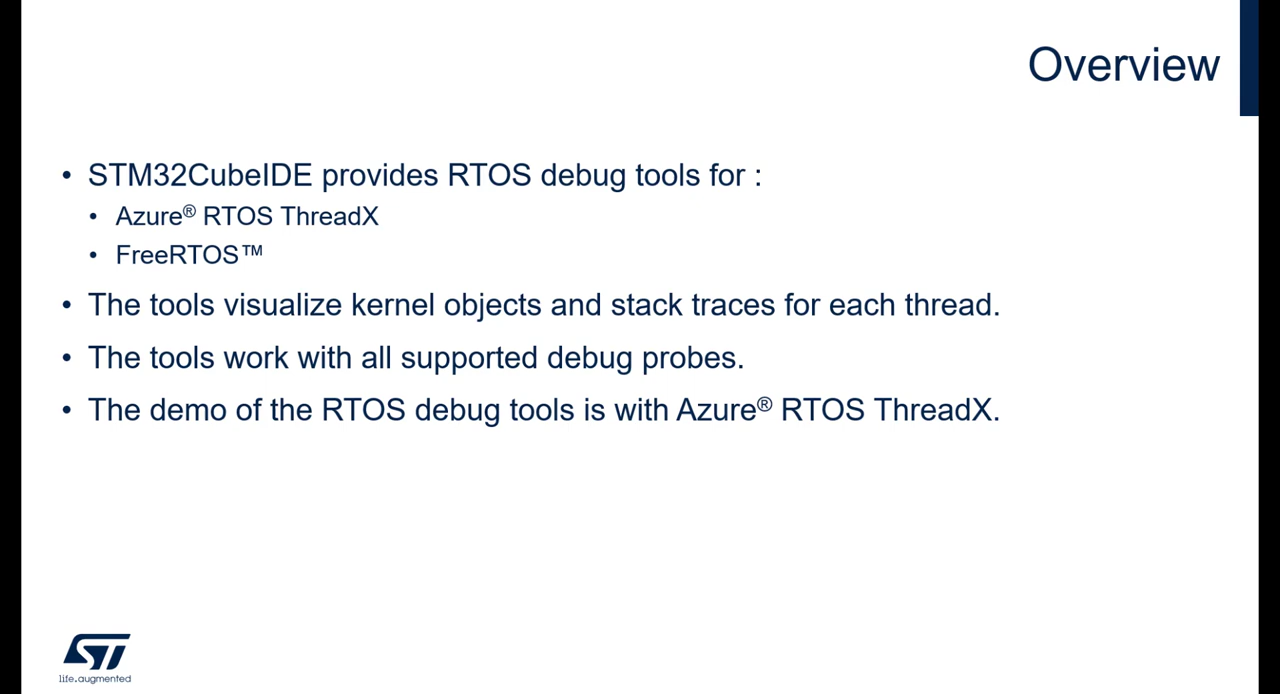 Overview
• STM32CubeIDE provides RTOS debug tools for :
• Azure® RTOS ThreadX
• FreeRTOS™
• The tools visualize kernel objects and stack traces for each thread.
• The tools work with all supported debug probes.
• The demo of the RTOS debug tools is with Azure® RTOS ThreadX.
ST
life.augmented